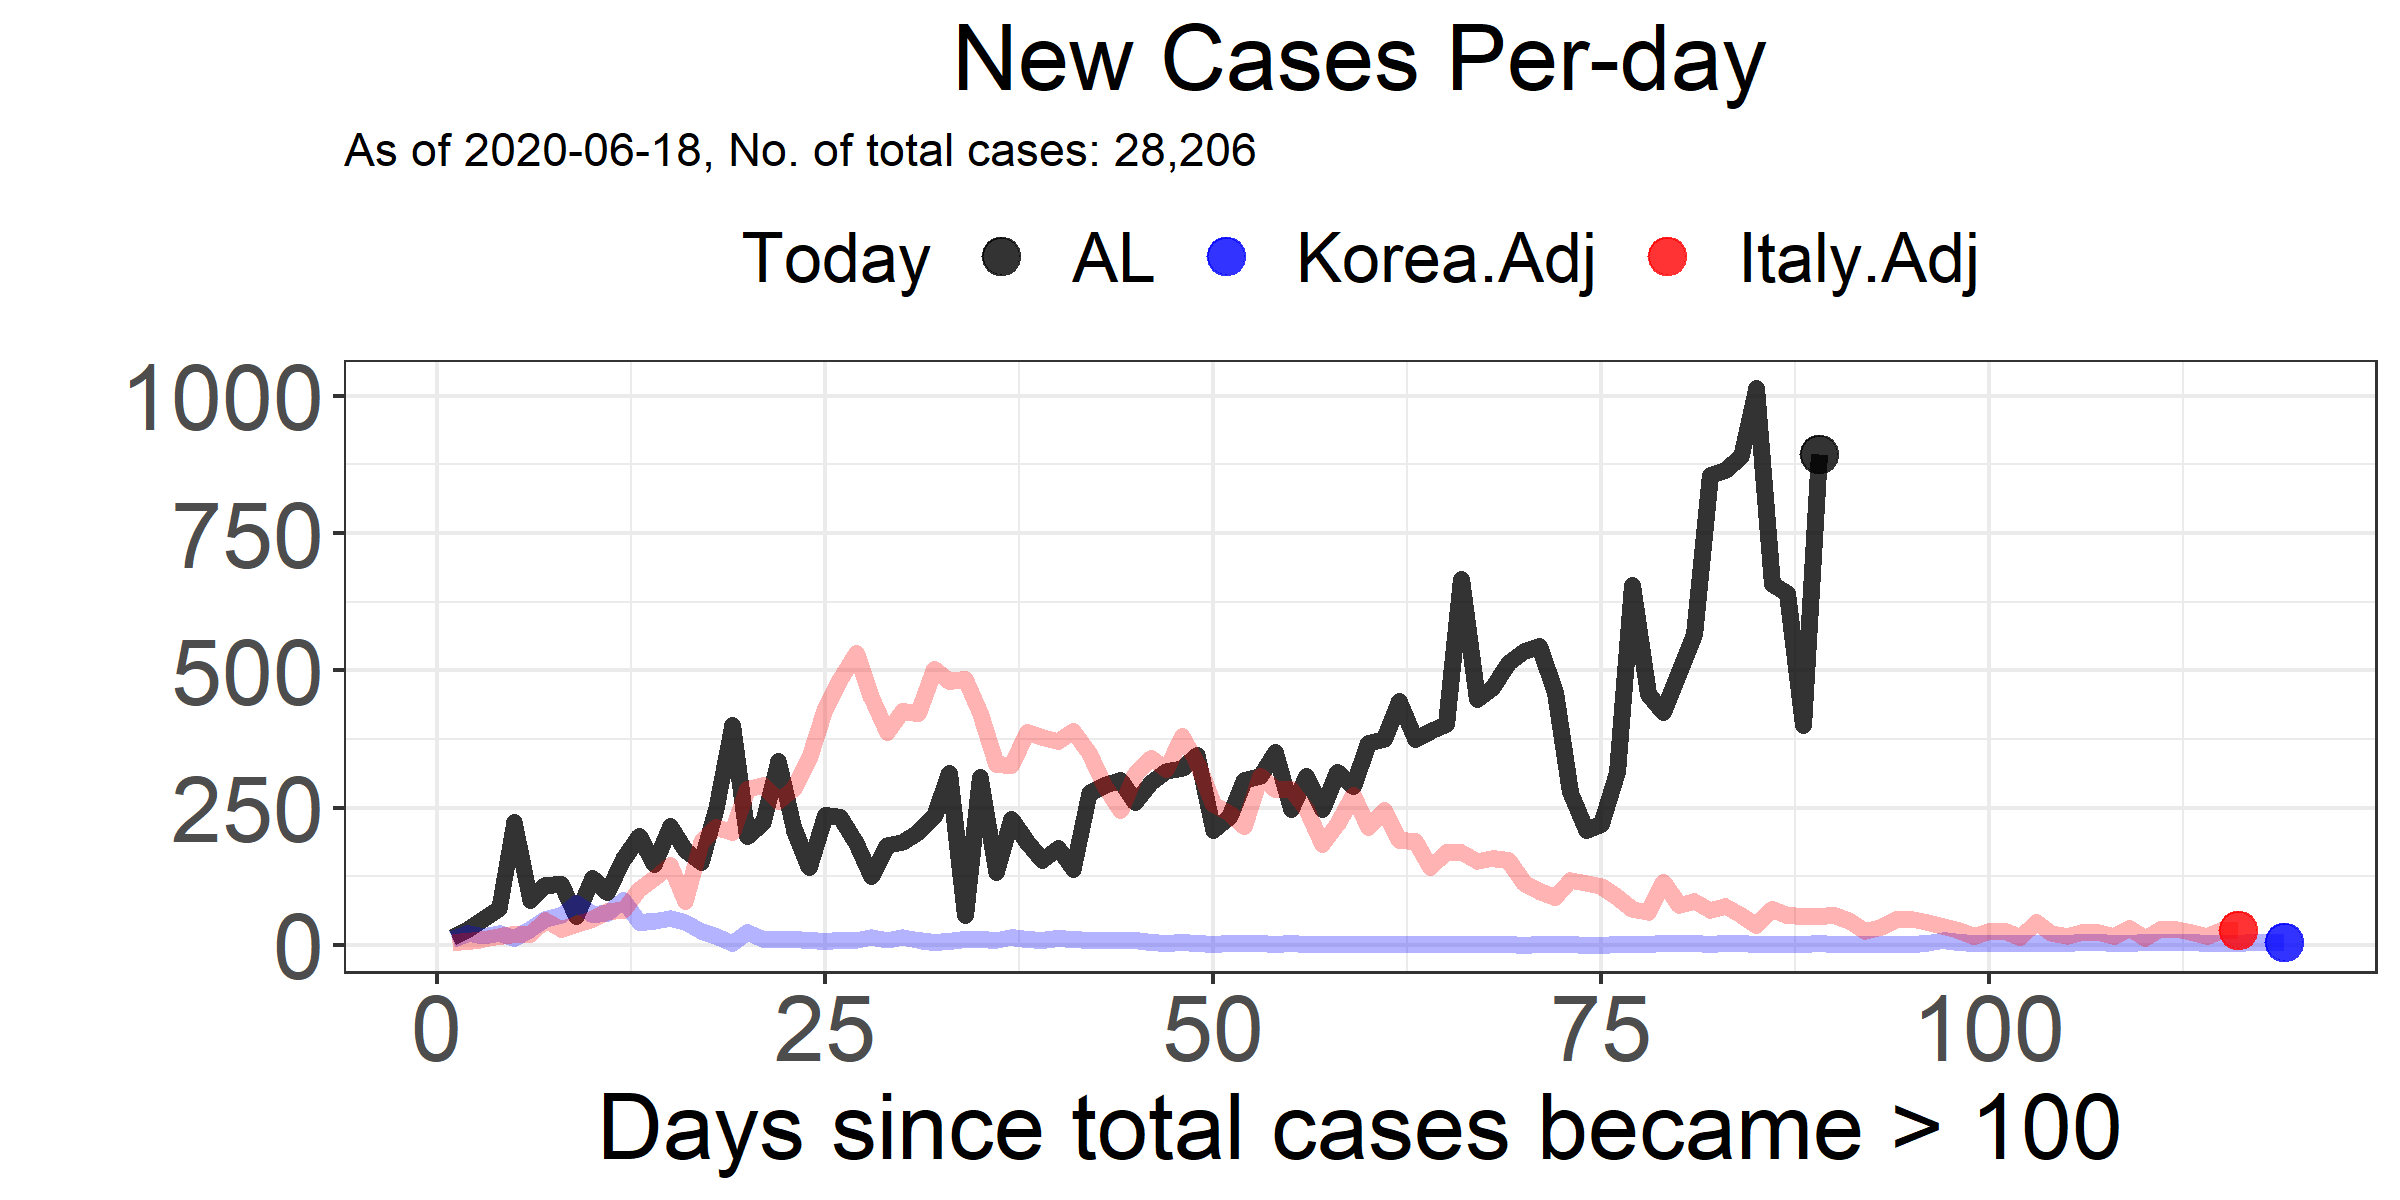 New Cases Per-day
As of 2020-06-18, No. of total cases: 28,206
Today AL Korea.Adj Italy.Adj
1000
750
500
250
0
0 25 50 75 100
Days since total cases became > 100